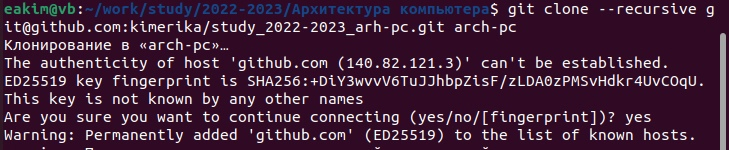 eakim@vb:~/work/study/2022-2023/Архитектура компьютера$ git clone --recursive g
it@github.com:kimerika/study_2022-2023_arh-pc.git arch-pc
Клонирование в «arch-pc»…
The authenticity of host 'github.com (140.82.121.3)' can't be established.
ED25519 key fingerprint is SHA256:+DiY3wvvV6TuJJhbpZisF/zLDA0zPMSvHdkr4UvCOqU.
This key is not known by any other names
Are you sure you want to continue connecting (yes/no/[fingerprint])? yes
Warning: Permanently added 'github.com' (ED25519) to the list of known hosts.